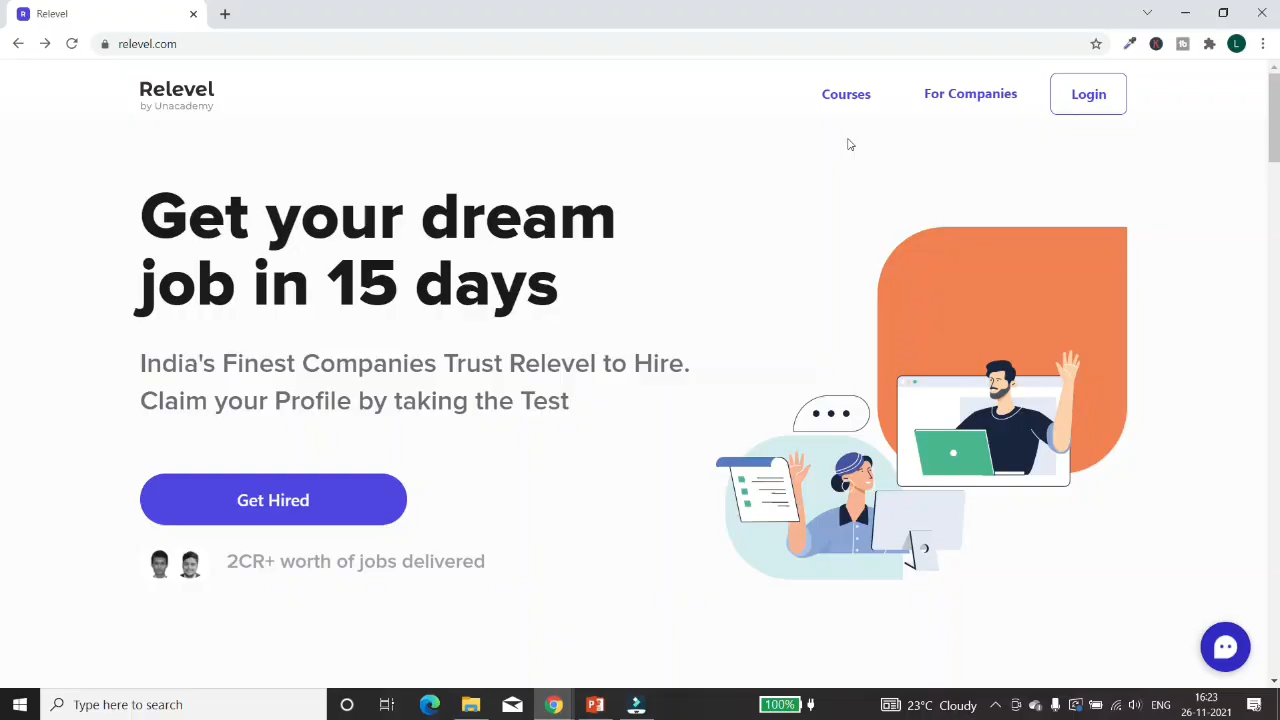 Relevel
relevel.com
L
Relevel
by Unacademy
Courses
For Companies
Login
Get your dream
job in 15 days
India's Finest Companies Trust Relevel to Hire.
Claim your Profile by taking the Test
Get Hired
2CR+ worth of jobs delivered
Type here to search
100%
23°C Cloudy
ENG
16:23
26-11-2021